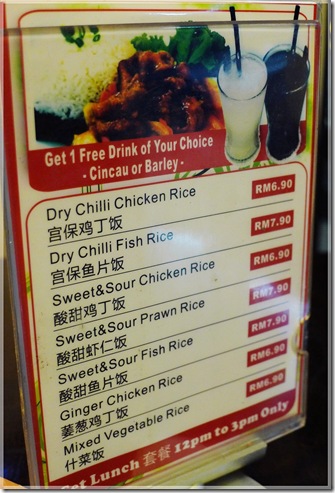 Get 1 Free Drink of Your Choice
- Cincau or Barley -
Dry Chilli Chicken Rice RM6.90
宫保鸡丁饭
Dry Chilli Fish Rice RM7.90
宫保鱼片饭
Sweet&Sour Chicken Rice RM6.90
酸甜鸡丁饭
Sweet&Sour Prawn Rice RM7.90
酸甜虾仁饭
Sweet&Sour Fish Rice RM7.90
酸甜鱼片饭
Ginger Chicken Rice RM6.90
葱鸡丁饭
Mixed Vegetable Rice RM6.90
什菜饭
Set Lunch 套餐 12pm to 3pm Only